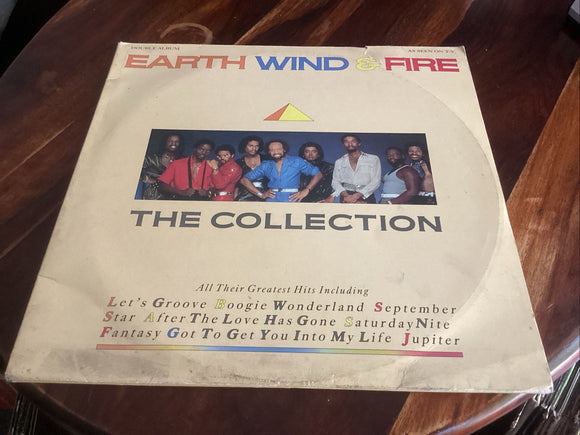 DOUBLE ALBUM
AS SEEN ON T.V.
EARTH WIND & FIRE
THE COLLECTION
All Their Greatest Hits Including
Let's Groove Boogie Wonderland September
Star After The Love Has Gone Saturday Nite
Fantasy Got To Get You Into My Life Jupiter